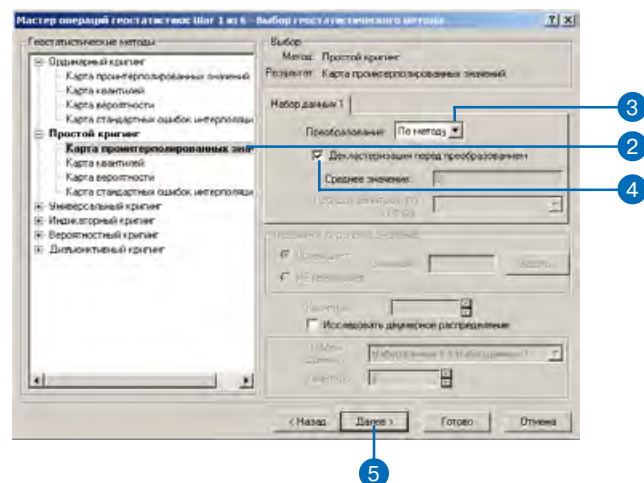 Мастер операций геостатистики: Шаг 1 из 6 - Выбор геостатистического метода
Геостатистические методы
Ординарный кригинг
Карта проинтерполированных значений
Карта квантилей
Карта вероятности
Карта стандартных ошибок интерполяци
Простой кригинг
Карта проинтерполированных зна
Карта квантилей
Карта вероятности
Карта стандартных ошибок интерполяци
Универсальный кригинг
Индикаторный кригинг
Вероятностный кригинг
Дизъюнктивный кригинг
Выбор
Метод: Простой кригинг
Результат: Карта проинтерполированных значений
Набор данных 1
Преобразование: По методу
Декластеризация перед преобразованием
Среднее значение:
Исследовать двумерное распределение
< Назад
Далее >
Готово
Отмена
3
2
4
5